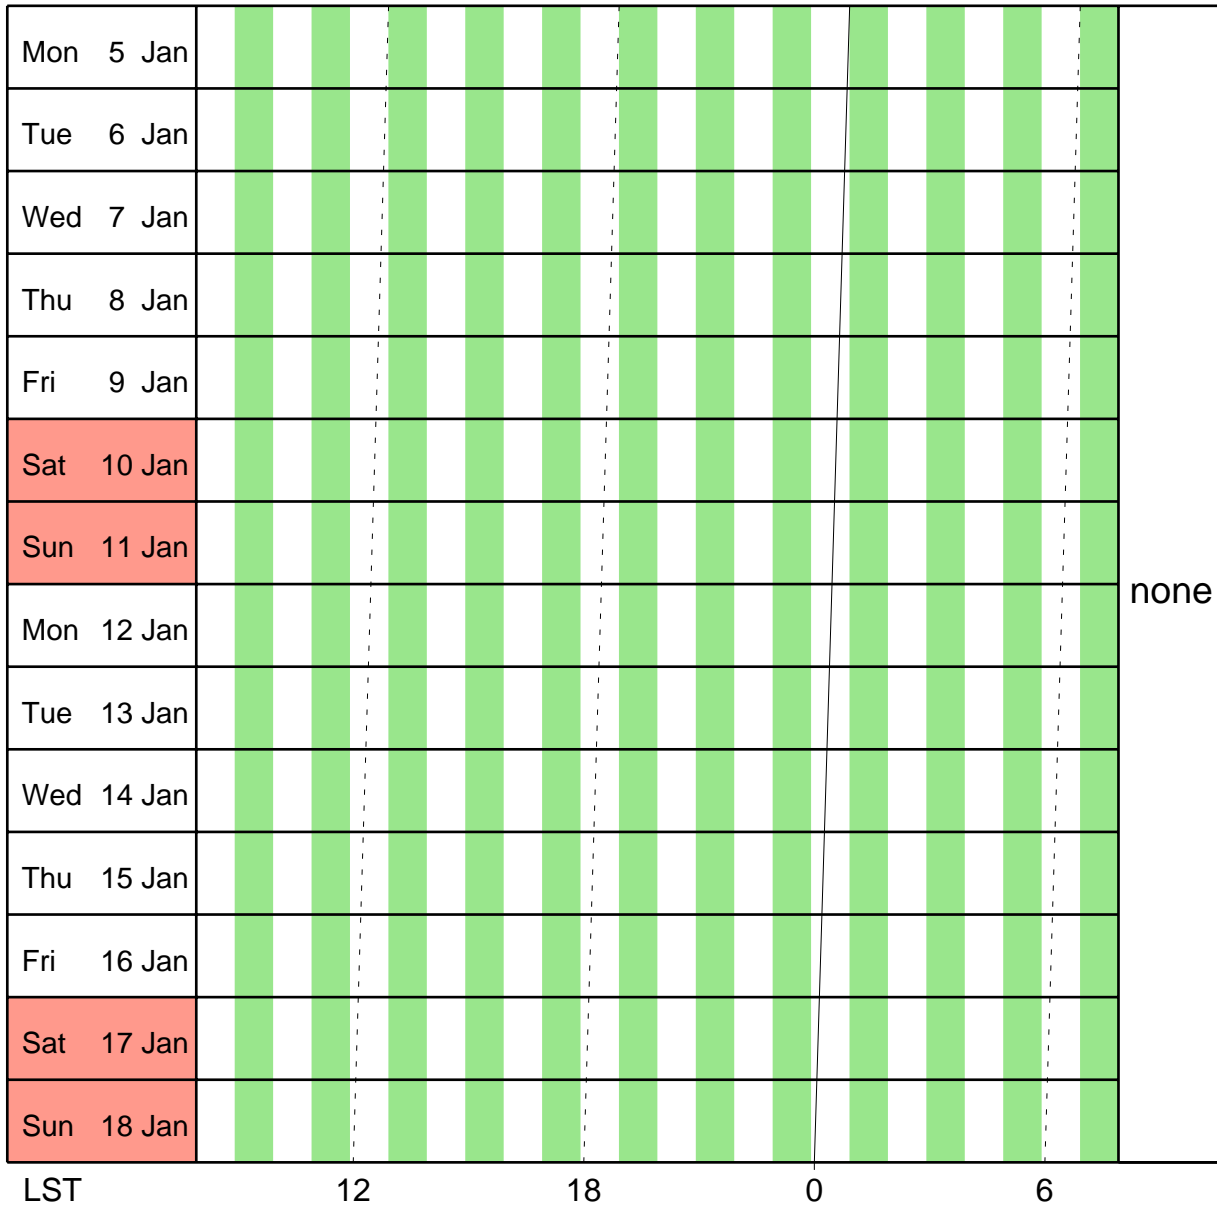 Mon 5 Jan
Tue 6 Jan
Wed 7 Jan
Thu 8 Jan
Fri 9 Jan
Sat 10 Jan
Sun 11 Jan
none
Mon 12 Jan
Tue 13 Jan
Wed 14 Jan
Thu 15 Jan
Fri 16 Jan
Sat 17 Jan
Sun 18 Jan
LST 12 18 0 6